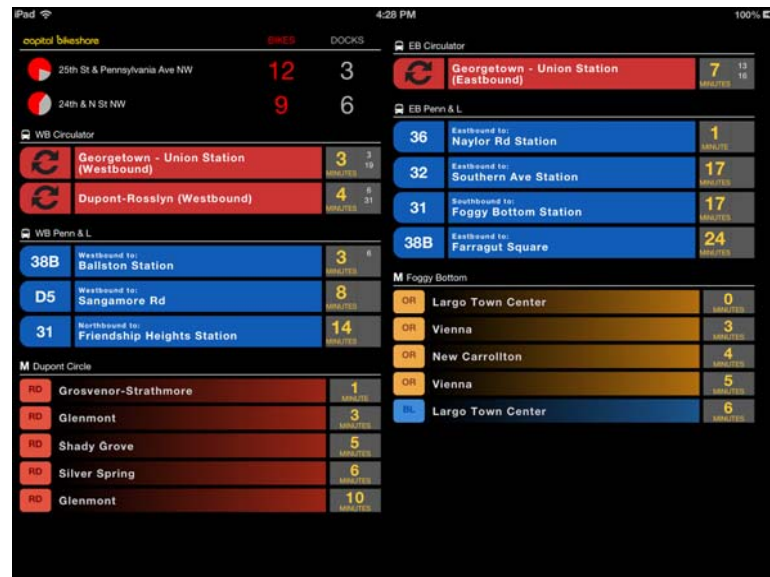 iPad
4:28 PM
100%
capital bikeshare BIKES DOCKS
25th St & Pennsylvania Ave NW 12 3
24th & N St NW 9 6
WB Circulator
Georgetown - Union Station
(Westbound)
3 MINUTES 3 19
Dupont-Rosslyn (Westbound) 4 MINUTES 6 31
WB Penn & L
38B Westbound to:
Ballston Station 3 MINUTES 6
D5 Westbound to:
Sangamore Rd 8 MINUTES
31 Northbound to:
Friendship Heights Station 14 MINUTES
M Dupont Circle
RD Grosvenor-Strathmore 1 MINUTE
RD Glenmont 3 MINUTES
RD Shady Grove 5 MINUTES
RD Silver Spring 6 MINUTES
RD Glenmont 10 MINUTES
EB Circulator
Georgetown - Union Station
(Eastbound)
7 MINUTES 13 16
EB Penn & L
36 Eastbound to:
Naylor Rd Station 1 MINUTE
32 Eastbound to:
Southern Ave Station 17 MINUTES
31 Southbound to:
Foggy Bottom Station 17 MINUTES
38B Eastbound to:
Farragut Square 24 MINUTES
M Foggy Bottom
OR Largo Town Center 0 MINUTES
OR Vienna 3 MINUTES
OR New Carrollton 4 MINUTES
OR Vienna 5 MINUTES
BL Largo Town Center 6 MINUTES